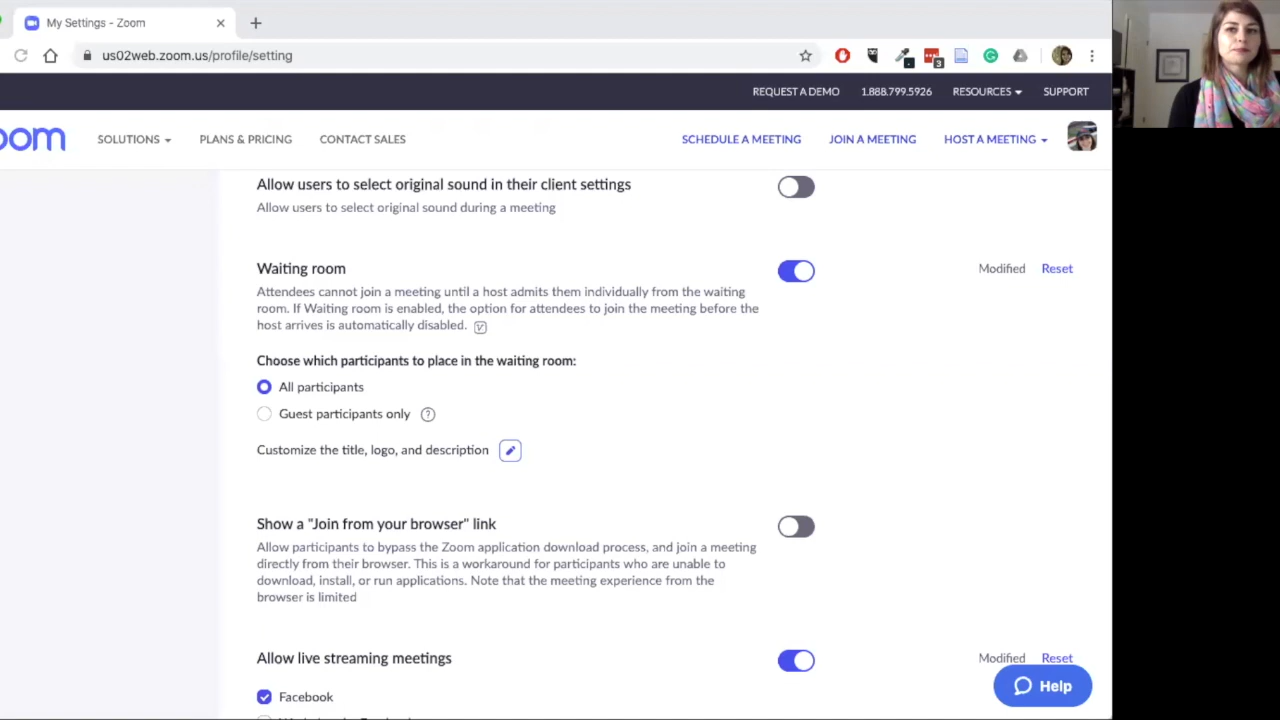 My Settings - Zoom
us02web.zoom.us/profile/setting
3
REQUEST A DEMO 1.888.799.5926 RESOURCES SUPPORT
oom SOLUTIONS PLANS & PRICING CONTACT SALES SCHEDULE A MEETING JOIN A MEETING HOST A MEETING
Allow users to select original sound in their client settings
Allow users to select original sound during a meeting
Waiting room Modified Reset
Attendees cannot join a meeting until a host admits them individually from the waiting
room. If Waiting room is enabled, the option for attendees to join the meeting before the
host arrives is automatically disabled.
Choose which participants to place in the waiting room:
All participants
Guest participants only ?
Customize the title, logo, and description
Show a "Join from your browser" link
Allow participants to bypass the Zoom application download process, and join a meeting
directly from their browser. This is a workaround for participants who are unable to
download, install, or run applications. Note that the meeting experience from the
browser is limited
Allow live streaming meetings Modified Reset
Facebook
Help